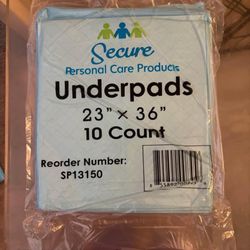 Secure
Personal Care Products
Underpads
23" × 36"
10 Count
Reorder Number:
SP13150